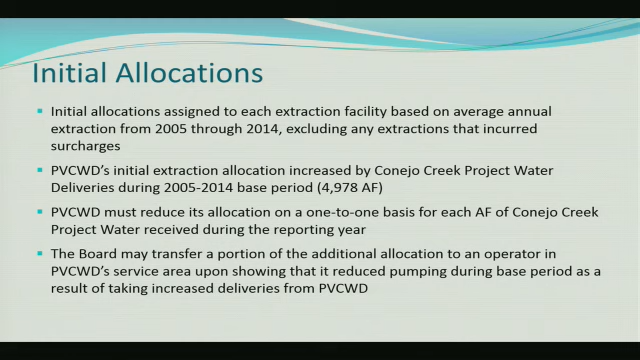 Initial Allocations
Initial allocations assigned to each extraction facility based on average annual
extraction from 2005 through 2014, excluding any extractions that incurred
surcharges
PVCWD's initial extraction allocation increased by Conejo Creek Project Water
Deliveries during 2005-2014 base period (4,978 AF)
PVCWD must reduce its allocation on a one-to-one basis for each AF of Conejo Creek
Project Water received during the reporting year
The Board may transfer a portion of the additional allocation to an operator in
PVCWD's service area upon showing that it reduced pumping during base period as a
result of taking increased deliveries from PVCWD